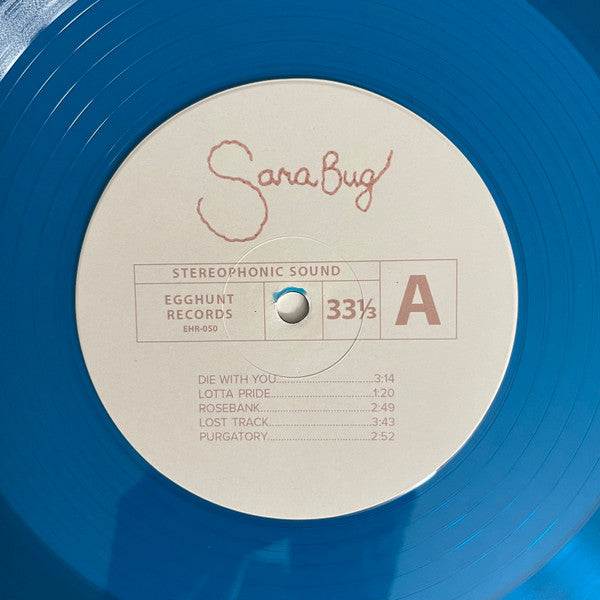 Sara Bug
STEREOPHONIC SOUND
EGGHUNT
RECORDS
EHR-050
33⅓
A
DIE WITH YOU..............................3:14
LOTTA PRIDE...............................1:20
ROSEBANK..................................2:49
LOST TRACK................................3:43
PURGATORY.................................2:52